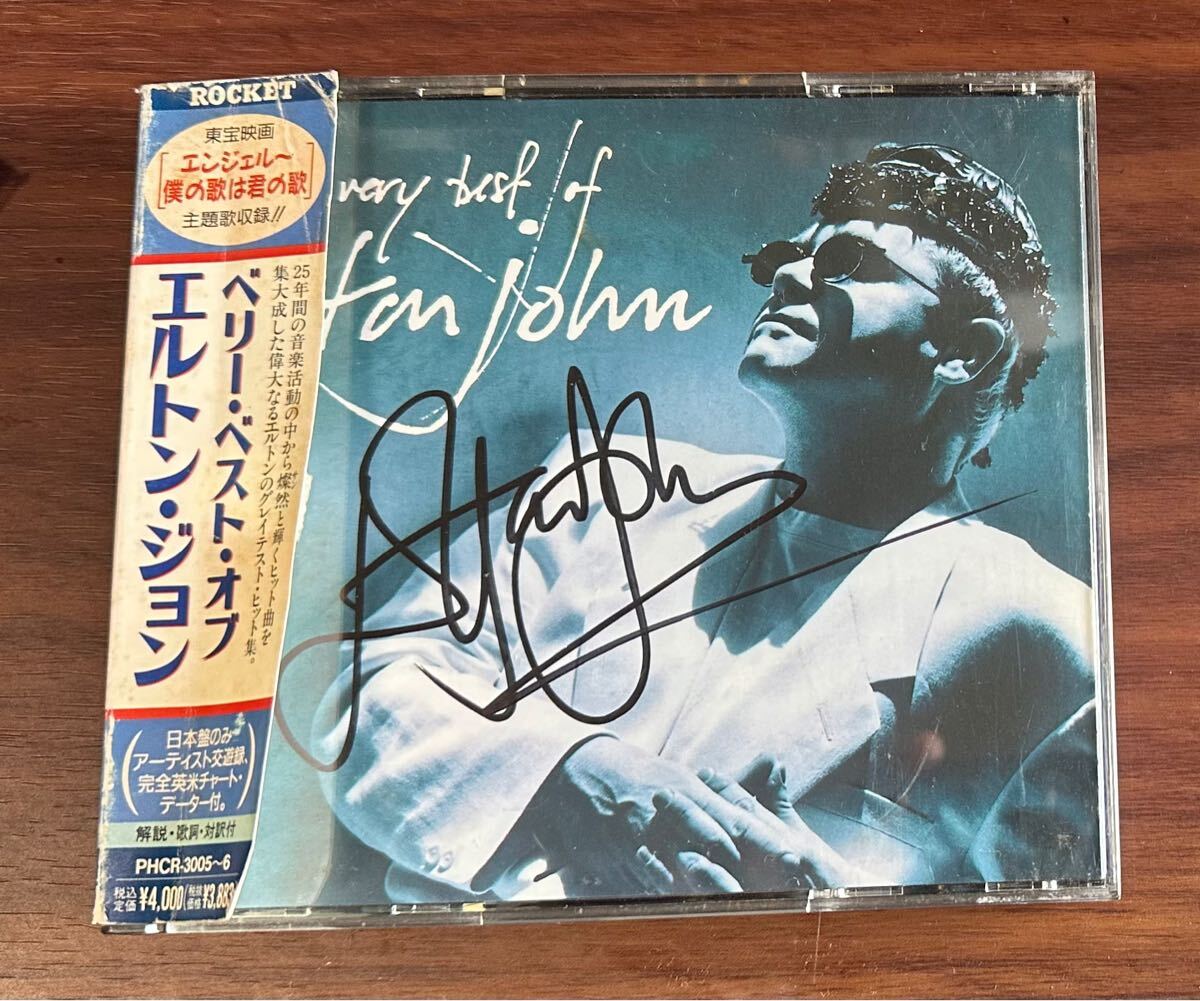 ROCKET
東宝映画
エンジェル〜
僕の歌は君の歌
主題歌収録!!
25年間の音楽活動の中から燦然と輝くヒット曲を
集大成した偉大なるエルトンのグレイテスト・ヒット集。
ベリー・ベスト・オブ
エルトン・ジョン
日本盤のみ
アーティスト交遊録、
完全英米チャート・
データー付。
解説・歌詞・対訳付
PHCR-3005〜6
税込定価 ¥4,000 税抜価格 ¥3,883
very best of
john